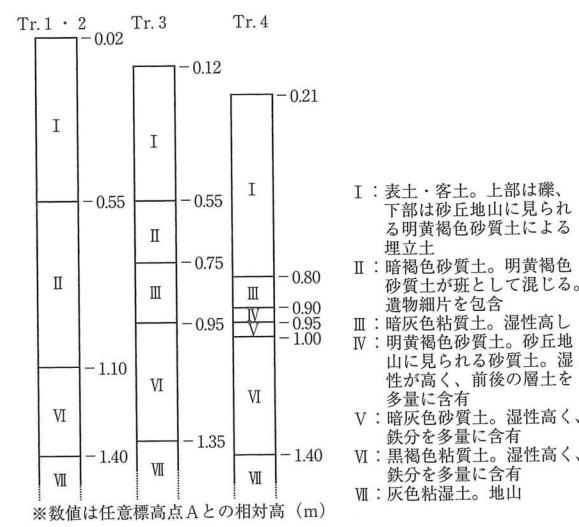 Tr.1・2
Tr.3
Tr.4
-0.02
Ⅰ
-0.55
Ⅱ
-1.10
Ⅵ
-1.40
Ⅶ
-0.12
Ⅰ
-0.55
Ⅱ
-0.75
Ⅲ
-0.95
Ⅵ
-1.35
Ⅶ
-0.21
Ⅰ
-0.80
Ⅲ
-0.90
Ⅳ
-0.95
Ⅴ
-1.00
Ⅵ
-1.40
Ⅶ
Ⅰ：表土・客土。上部は礫、
下部は砂丘地山に見られ
る明黄褐色砂質土による
埋立土
Ⅱ：暗褐色砂質土。明黄褐色
砂質土が班として混じる。
遺物細片を包含
Ⅲ：暗灰色粘質土。湿性高し
Ⅳ：明黄褐色砂質土。砂丘地
山に見られる砂質土。湿
性が高く、前後の層土を
多量に含有
Ⅴ：暗灰色砂質土。湿性高く、
鉄分を多量に含有
Ⅵ：黒褐色粘質土。湿性高く、
鉄分を多量に含有
Ⅶ：灰色粘湿土。地山
※数値は任意標高点Aとの相対高（m）